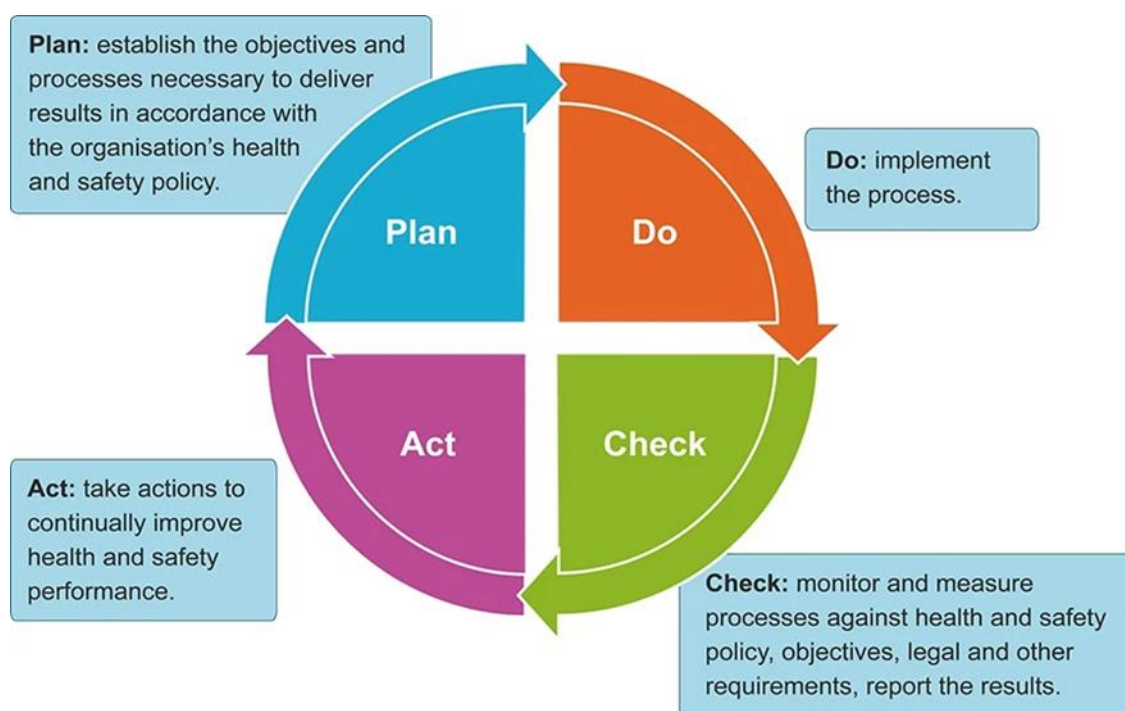 Plan: establish the objectives and
processes necessary to deliver
results in accordance with
the organisation's health
and safety policy.
Do: implement
the process.
Plan
Do
Act
Check
Act: take actions to
continually improve
health and safety
performance.
Check: monitor and measure
processes against health and safety
policy, objectives, legal and other
requirements, report the results.